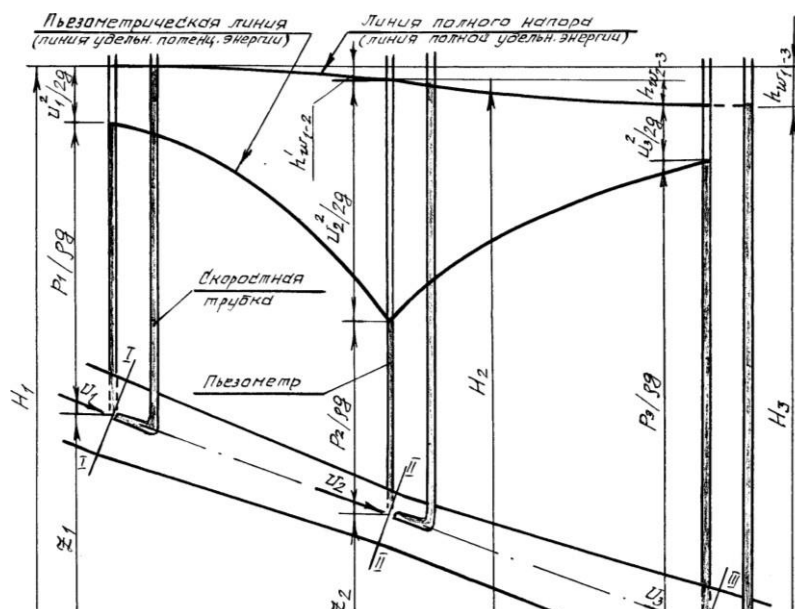 Пьезометрическая линия
(линия удельн. потенц. энергии)
Линия полного напора
(линия полной удельн. энергии)
υ₁²/2g
h'w₁₋₂
υ₂²/2g
hw₂₋₃
hw₁₋₃
υ₃²/2g
P₁/ρg
Скоростная
трубка
H₁
I
υ₁
I
Пьезометр
P₂/ρg
H₂
P₃/ρg
H₃
z₁
υ₂
II
II
z₂
υ₃
III